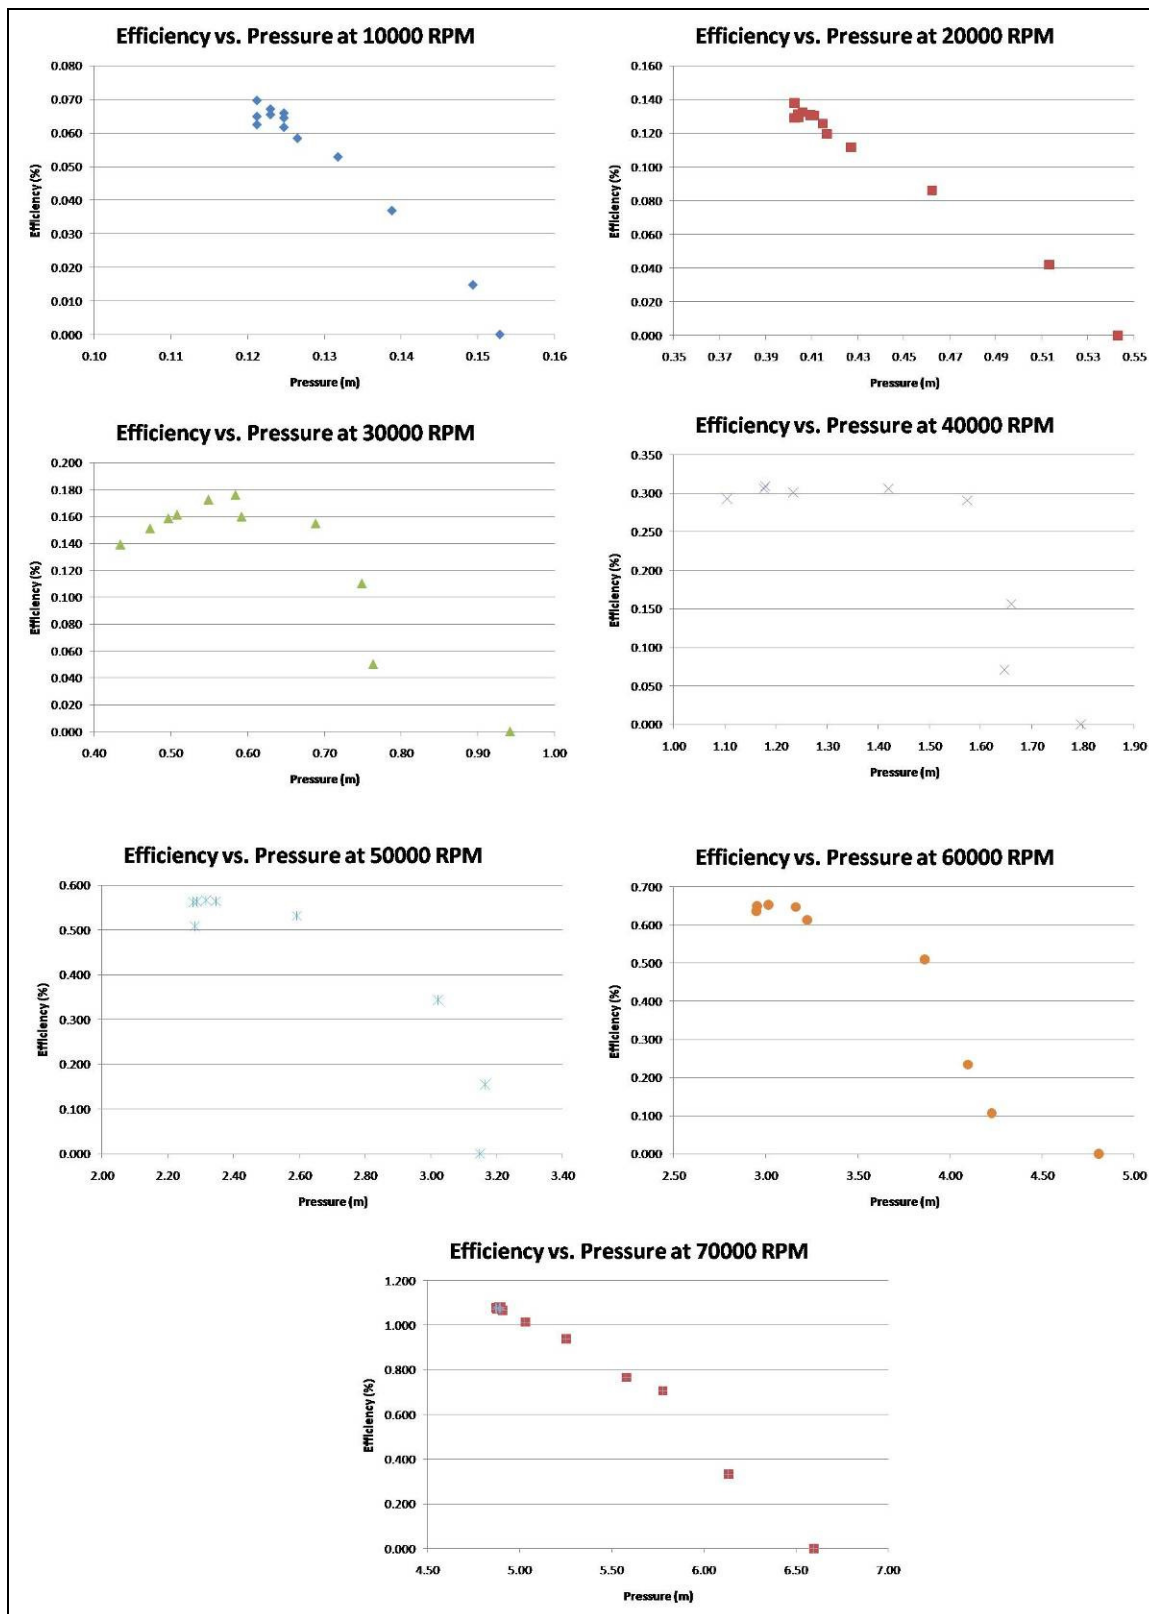 Efficiency vs. Pressure at 10000 RPM
0.080
0.070
0.060
0.050
0.040
0.030
0.020
0.010
0.000
Efficiency (%)
0.10 0.11 0.12 0.13 0.14 0.15 0.16
Pressure (m)
Efficiency vs. Pressure at 20000 RPM
0.160
0.140
0.120
0.100
0.080
0.060
0.040
0.020
0.000
Efficiency (%)
0.35 0.37 0.39 0.41 0.43 0.45 0.47 0.49 0.51 0.53 0.55
Pressure (m)
Efficiency vs. Pressure at 30000 RPM
0.200
0.180
0.160
0.140
0.120
0.100
0.080
0.060
0.040
0.020
0.000
Efficiency (%)
0.40 0.50 0.60 0.70 0.80 0.90 1.00
Pressure (m)
Efficiency vs. Pressure at 40000 RPM
0.350
0.300
0.250
0.200
0.150
0.100
0.050
0.000
Efficiency (%)
1.00 1.10 1.20 1.30 1.40 1.50 1.60 1.70 1.80 1.90
Pressure (m)
Efficiency vs. Pressure at 50000 RPM
0.600
0.500
0.400
0.300
0.200
0.100
0.000
Efficiency (%)
2.00 2.20 2.40 2.60 2.80 3.00 3.20 3.40
Pressure (m)
Efficiency vs. Pressure at 60000 RPM
0.700
0.600
0.500
0.400
0.300
0.200
0.100
0.000
Efficiency (%)
2.50 3.00 3.50 4.00 4.50 5.00
Pressure (m)
Efficiency vs. Pressure at 70000 RPM
1.200
1.000
0.800
0.600
0.400
0.200
0.000
Efficiency (%)
4.50 5.00 5.50 6.00 6.50 7.00
Pressure (m)